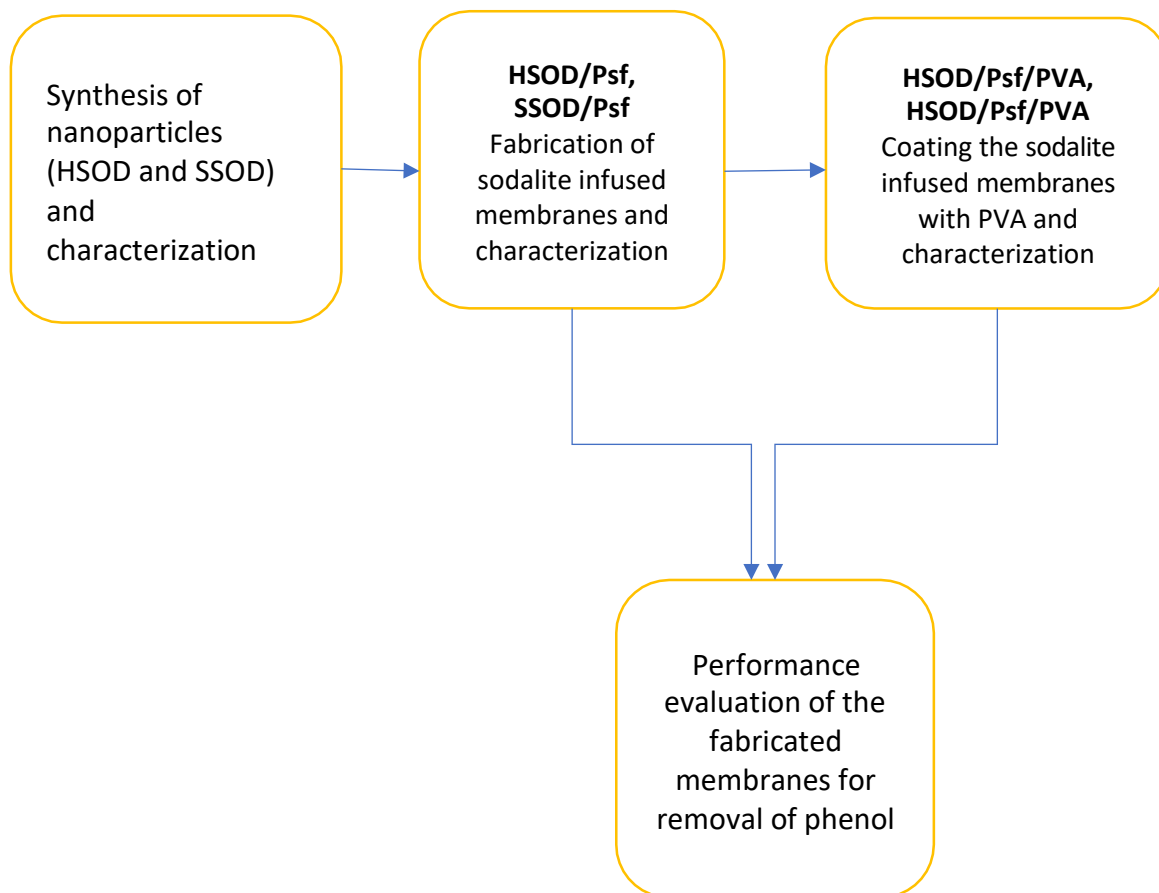 Synthesis of
nanoparticles
(HSOD and SSOD)
and
characterization
HSOD/Psf,
SSOD/Psf
Fabrication of
sodalite infused
membranes and
characterization
HSOD/Psf/PVA,
HSOD/Psf/PVA
Coating the sodalite
infused membranes
with PVA and
characterization
Performance
evaluation of the
fabricated
membranes for
removal of phenol